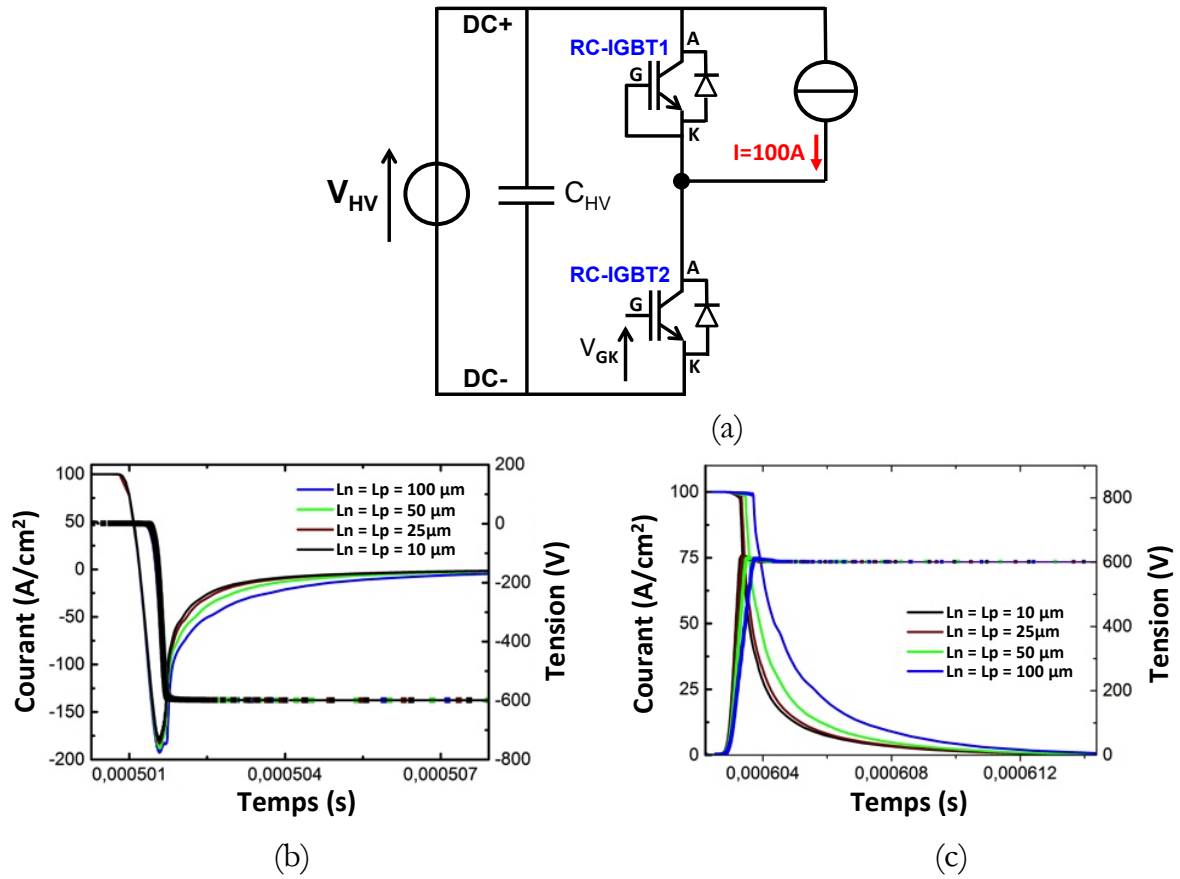 DC+
RC-IGBT1
A
G
K
I=100A
V_HV
C_HV
RC-IGBT2
A
G
V_GK
K
DC-
(a)
Courant (A/cm²)
100
50
0
-50
-100
-150
-200
Ln = Lp = 100 µm
Ln = Lp = 50 µm
Ln = Lp = 25µm
Ln = Lp = 10 µm
200
0
-200
-400
-600
-800
Tension (V)
0,000501
0,000504
0,000507
Temps (s)
(b)
Courant (A/cm²)
100
75
50
25
0
Ln = Lp = 10 µm
Ln = Lp = 25µm
Ln = Lp = 50 µm
Ln = Lp = 100 µm
800
600
400
200
0
Tension (V)
0,000604
0,000608
0,000612
Temps (s)
(c)